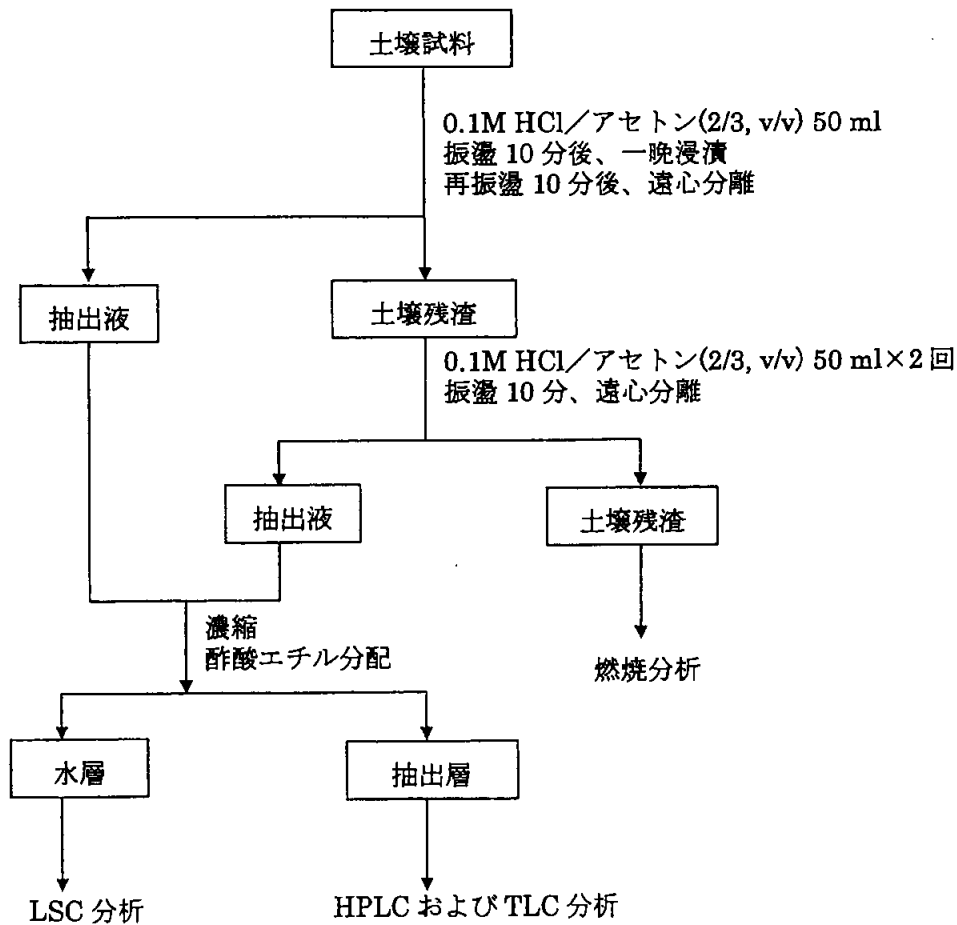 土壌試料
0.1M HCl／アセトン(2/3, v/v) 50 ml
振盪 10 分後、一晩浸漬
再振盪 10 分後、遠心分離
抽出液
土壌残渣
0.1M HCl／アセトン(2/3, v/v) 50 ml×2 回
振盪 10 分、遠心分離
抽出液
土壌残渣
濃縮
酢酸エチル分配
燃焼分析
水層
抽出層
LSC 分析
HPLC および TLC 分析